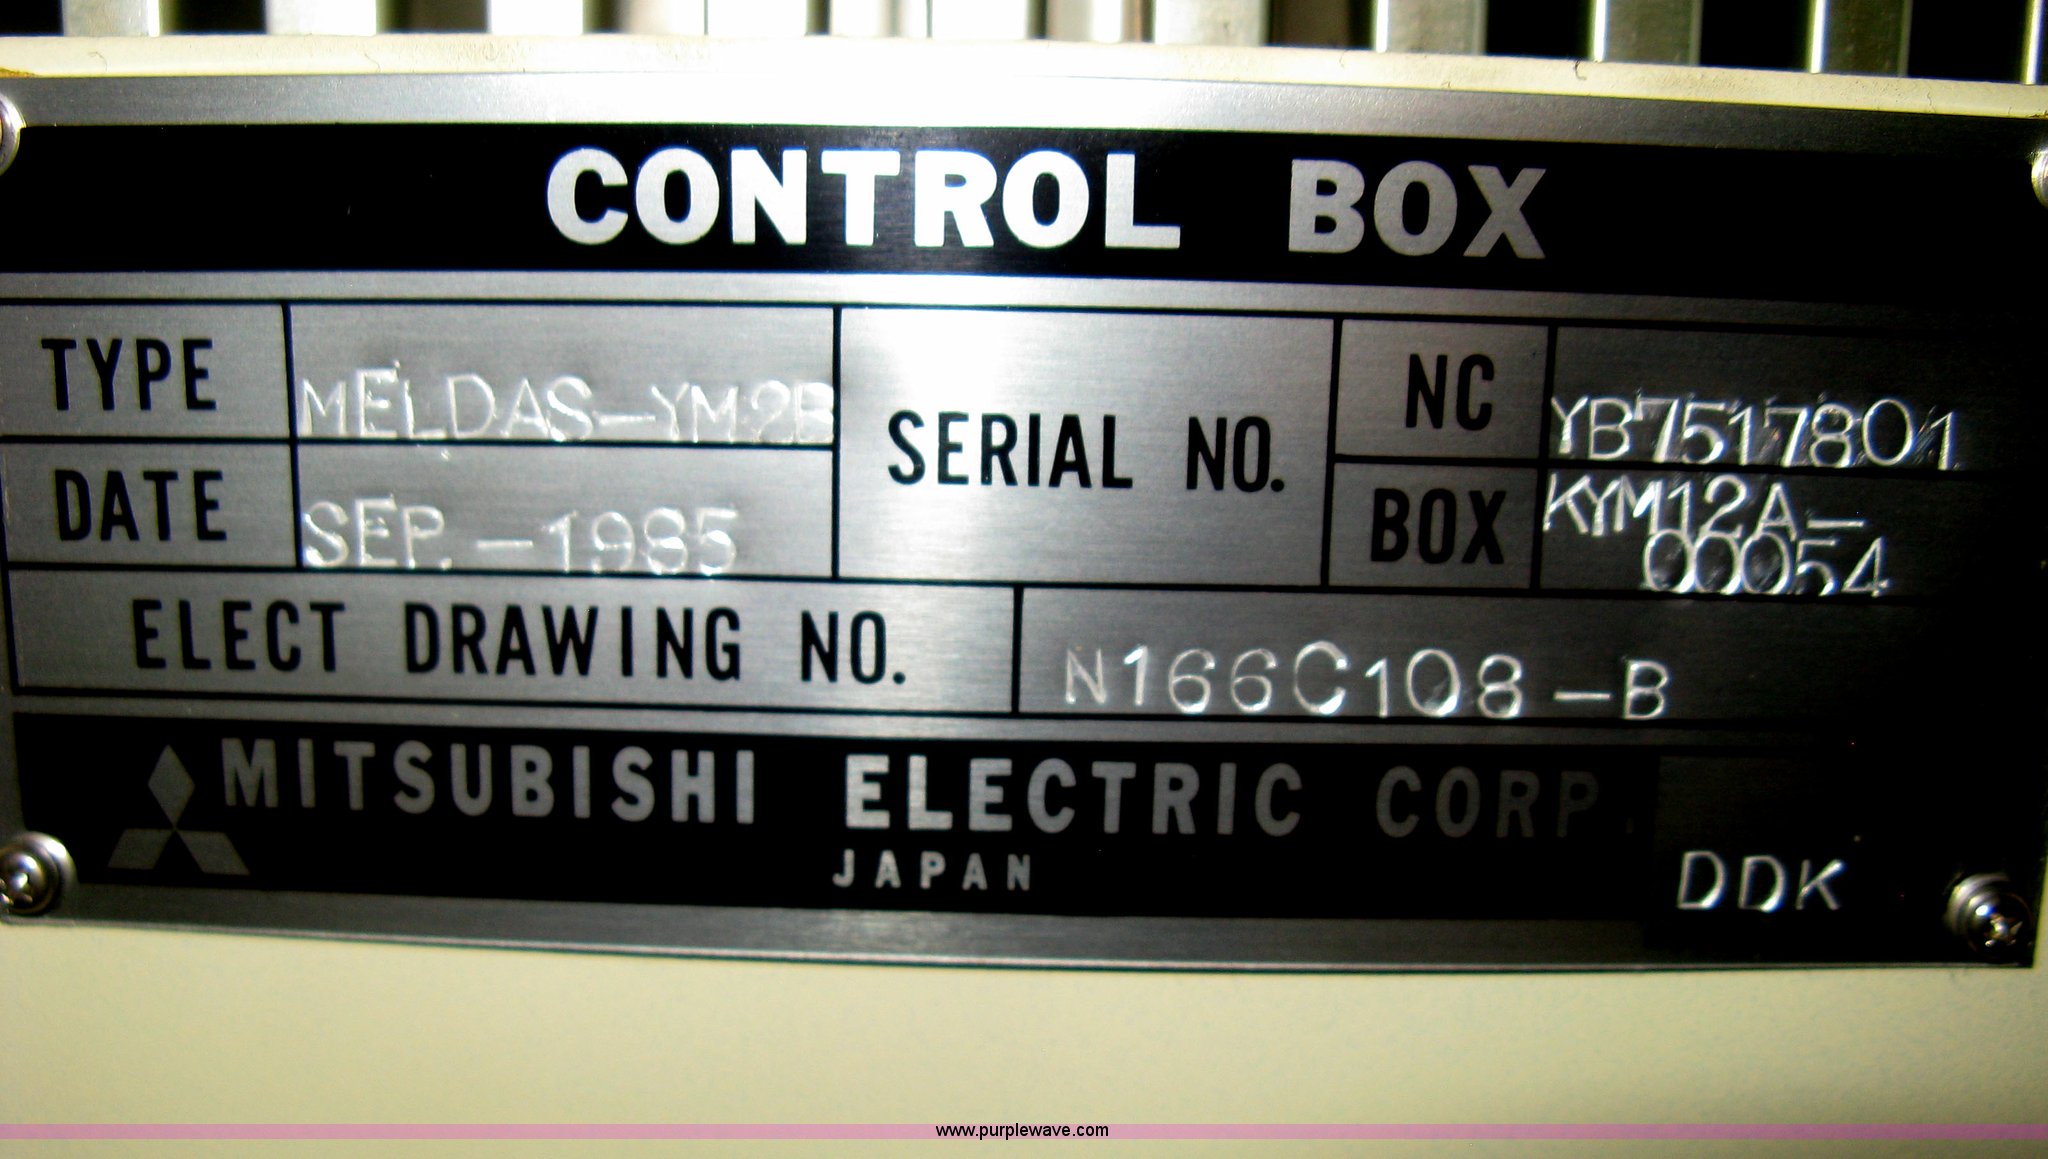 CONTROL BOX
TYPE MELDAS-YM2B
DATE SEP.-1985
SERIAL NO.
NC YB7517801
BOX KYM12A-
00054
ELECT DRAWING NO. N166C108-B
MITSUBISHI ELECTRIC CORP.
JAPAN
DDK
www.purplewave.com